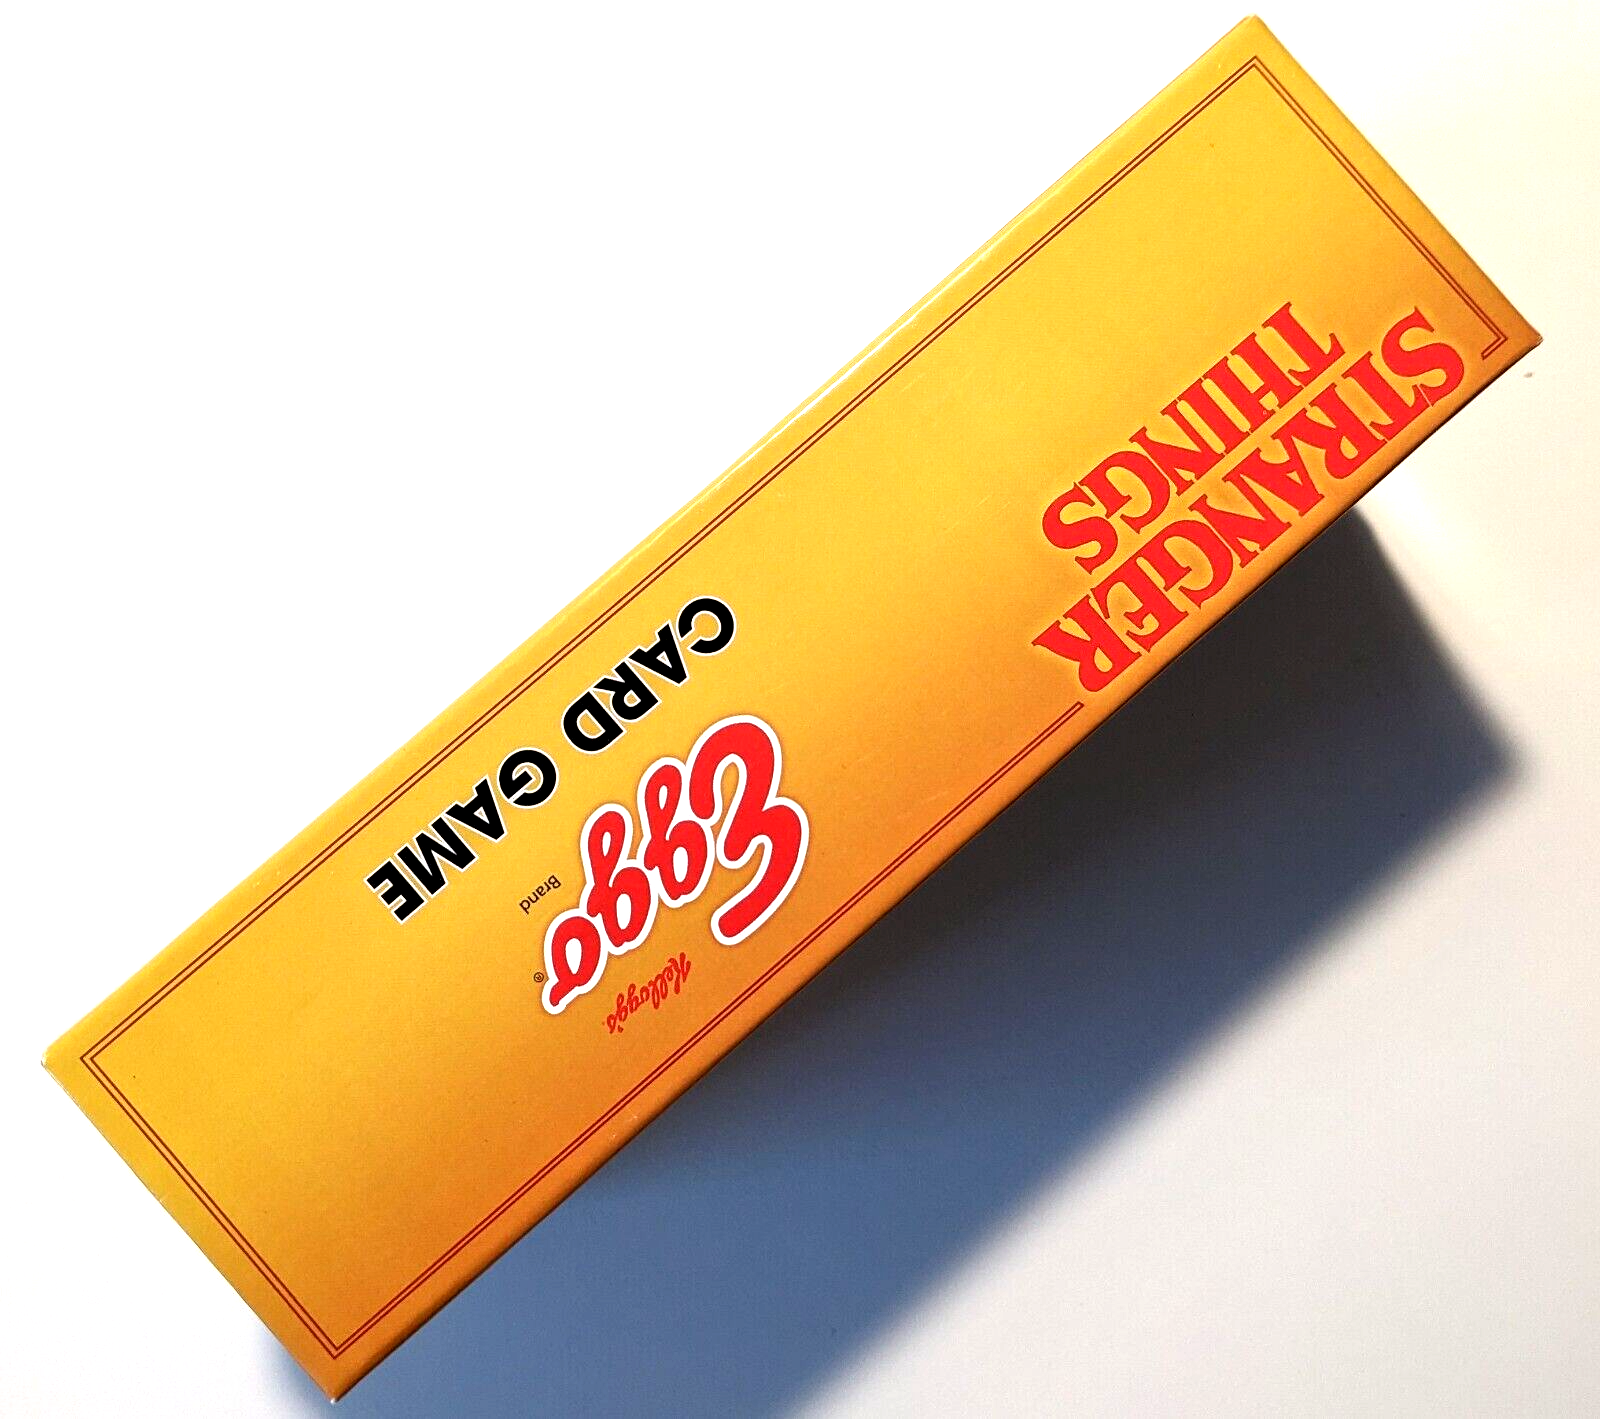 STRANGER
THINGS
Kellogg's
Eggo®
Brand
CARD GAME